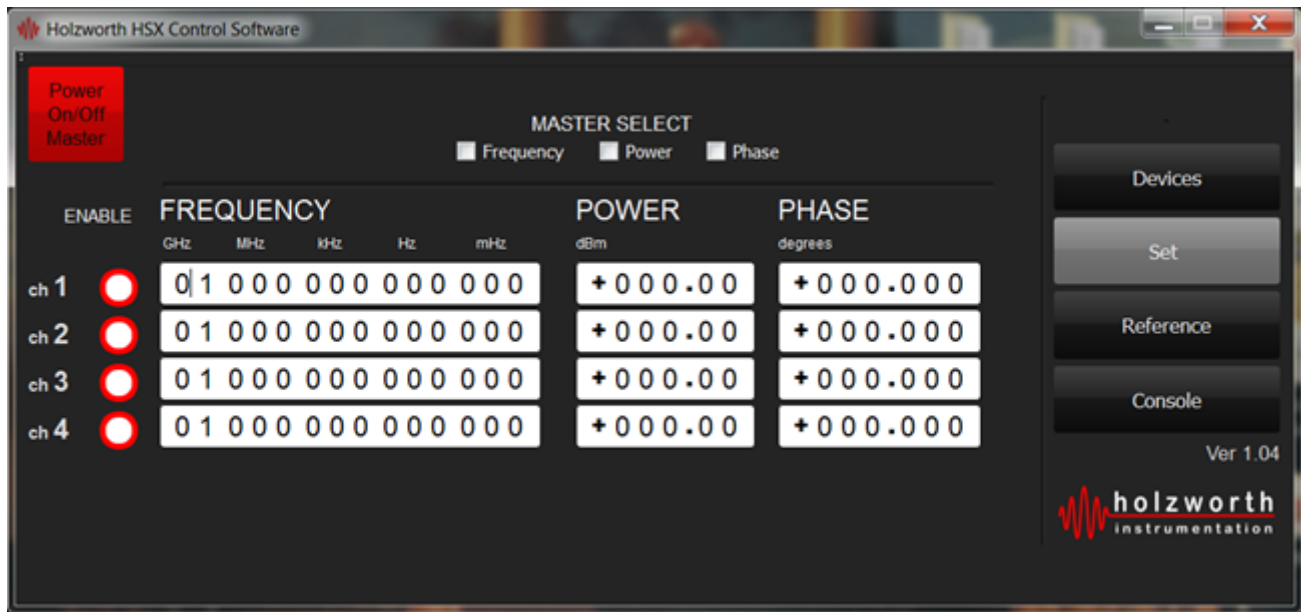 Holzworth HSX Control Software
Power
On/Off
Master
MASTER SELECT
Frequency Power Phase
ENABLE FREQUENCY POWER PHASE
GHz MHz kHz Hz mHz dBm degrees
ch 1 01 000 000 000 000 +000.00 +000.000
ch 2 01 000 000 000 000 +000.00 +000.000
ch 3 01 000 000 000 000 +000.00 +000.000
ch 4 01 000 000 000 000 +000.00 +000.000
Devices
Set
Reference
Console
Ver 1.04
holzworth
instrumentation